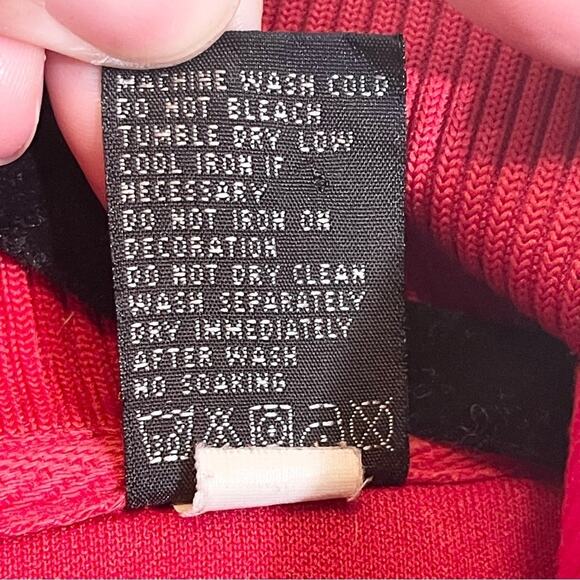 MACHINE WASH COLD
DO NOT BLEACH
TUMBLE DRY LOW
COOL IRON IF
NECESSARY
DO NOT IRON ON
DECORATION
DO NOT DRY CLEAN
WASH SEPARATELY
DRY IMMEDIATELY
AFTER WASH
NO SOAKING